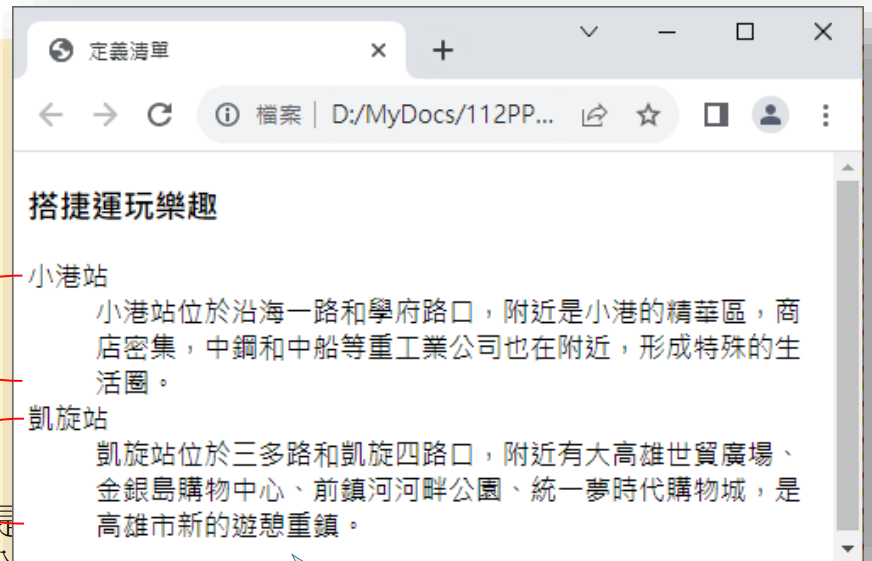 定義清單
檔案 | D:/MyDocs/112PP...
搭捷運玩樂趣
小港站
小港站位於沿海一路和學府路口，附近是小港的精華區，商
店密集，中鋼和中船等重工業公司也在附近，形成特殊的生
活圈。
凱旋站
凱旋站位於三多路和凱旋四路口，附近有大高雄世貿廣場、
金銀島購物中心、前鎮河河畔公園、統一夢時代購物城，是
高雄市新的遊憩重鎮。